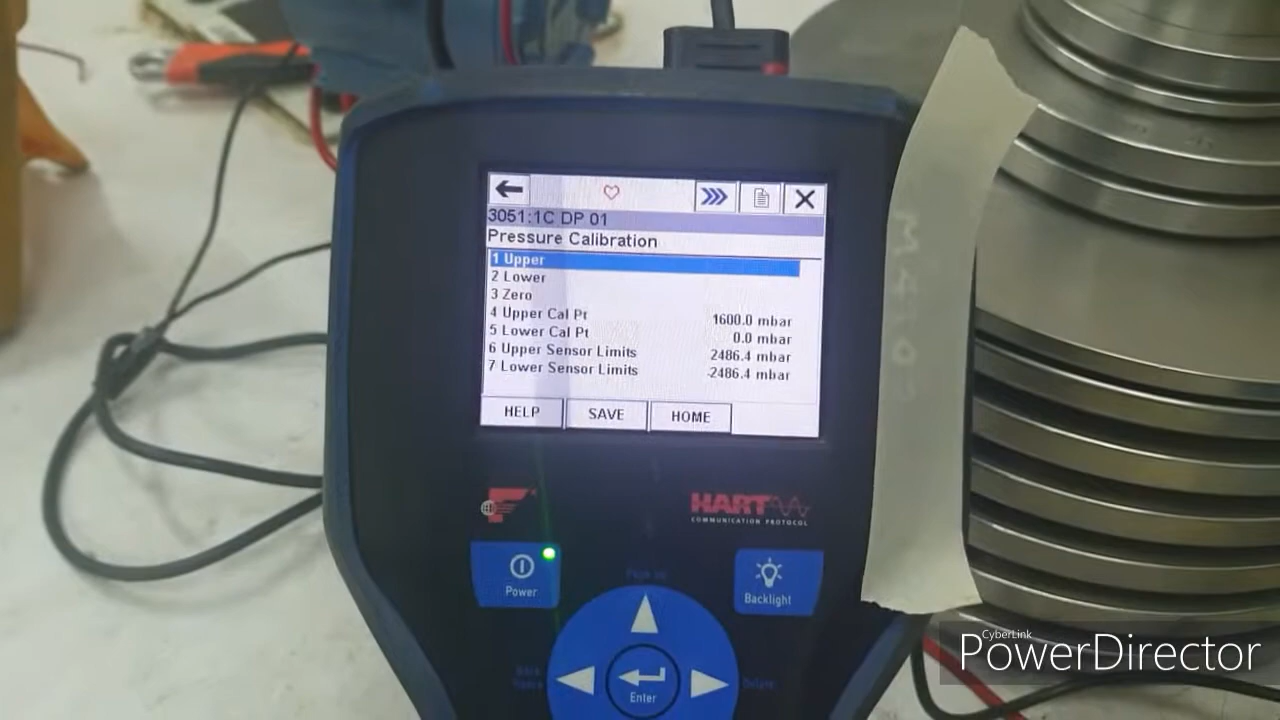 3051:1C DP 01
Pressure Calibration
1 Upper
2 Lower
3 Zero
4 Upper Cal Pt 1600.0 mbar
5 Lower Cal Pt 0.0 mbar
6 Upper Sensor Limits 2486.4 mbar
7 Lower Sensor Limits -2486.4 mbar
HELP SAVE HOME
HART
COMMUNICATION PROTOCOL
Power
Backlight
Enter
CyberLink
PowerDirector